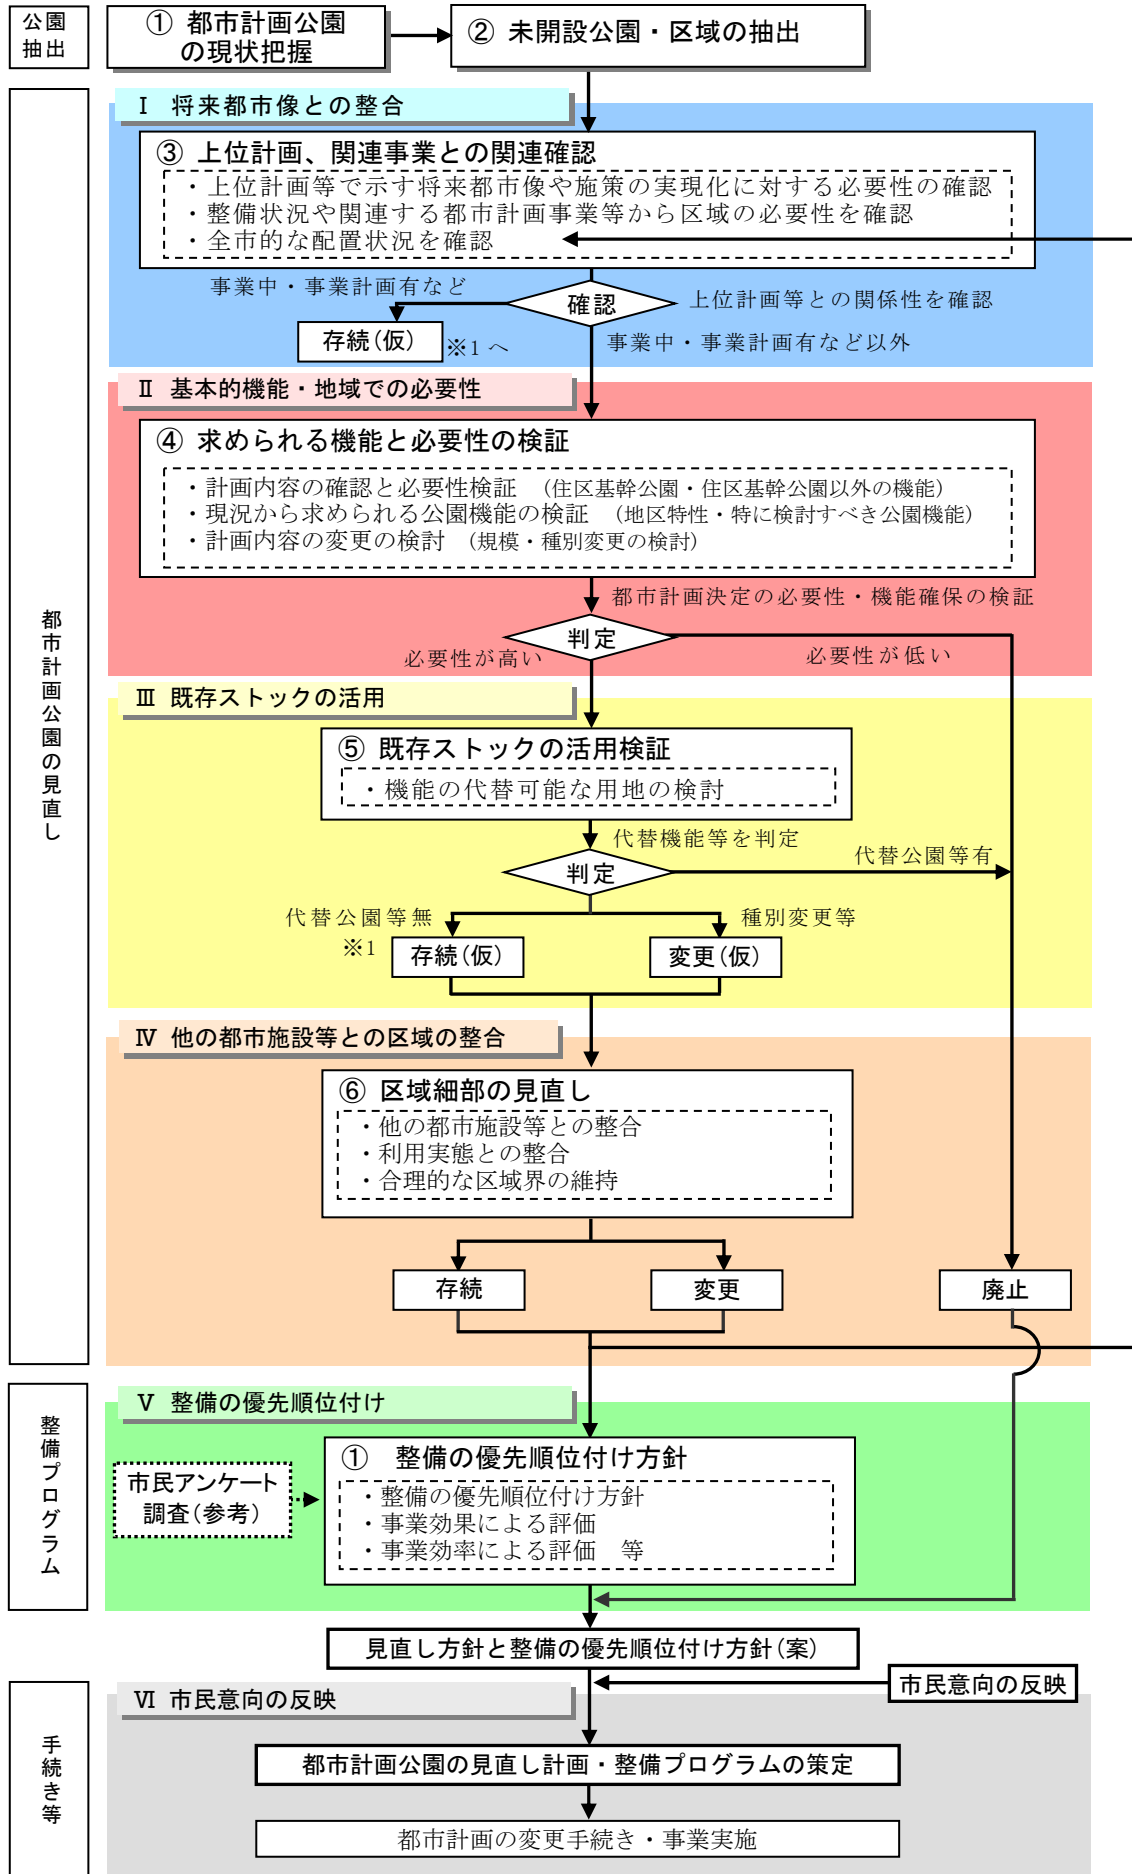 公園
抽出
① 都市計画公園
の現状把握
② 未開設公園・区域の抽出
都市計画公園の見直し
Ⅰ 将来都市像との整合
③ 上位計画、関連事業との関連確認
・上位計画等で示す将来都市像や施策の実現化に対する必要性の確認
・整備状況や関連する都市計画事業等から区域の必要性を確認
・全市的な配置状況を確認
事業中・事業計画有など
確認
上位計画等との関係性を確認
存続(仮)
※1 へ
事業中・事業計画有など以外
Ⅱ 基本的機能・地域での必要性
④ 求められる機能と必要性の検証
・計画内容の確認と必要性検証 (住区基幹公園・住区基幹公園以外の機能)
・現況から求められる公園機能の検証 (地区特性・特に検討すべき公園機能)
・計画内容の変更の検討 (規模・種別変更の検討)
都市計画決定の必要性・機能確保の検証
判定
必要性が高い
必要性が低い
Ⅲ 既存ストックの活用
⑤ 既存ストックの活用検証
・機能の代替可能な用地の検討
代替機能等を判定
判定
代替公園等有
代替公園等無
※1
種別変更等
存続(仮)
変更(仮)
Ⅳ 他の都市施設等との区域の整合
⑥ 区域細部の見直し
・他の都市施設等との整合
・利用実態との整合
・合理的な区域界の維持
存続
変更
廃止
整備プログラム
Ⅴ 整備の優先順位付け
① 整備の優先順位付け方針
・整備の優先順位付け方針
・事業効果による評価
・事業効率による評価 等
市民アンケート
調査(参考)
見直し方針と整備の優先順位付け方針(案)
市民意向の反映
手続き等
Ⅵ 市民意向の反映
都市計画公園の見直し計画・整備プログラムの策定
都市計画の変更手続き・事業実施